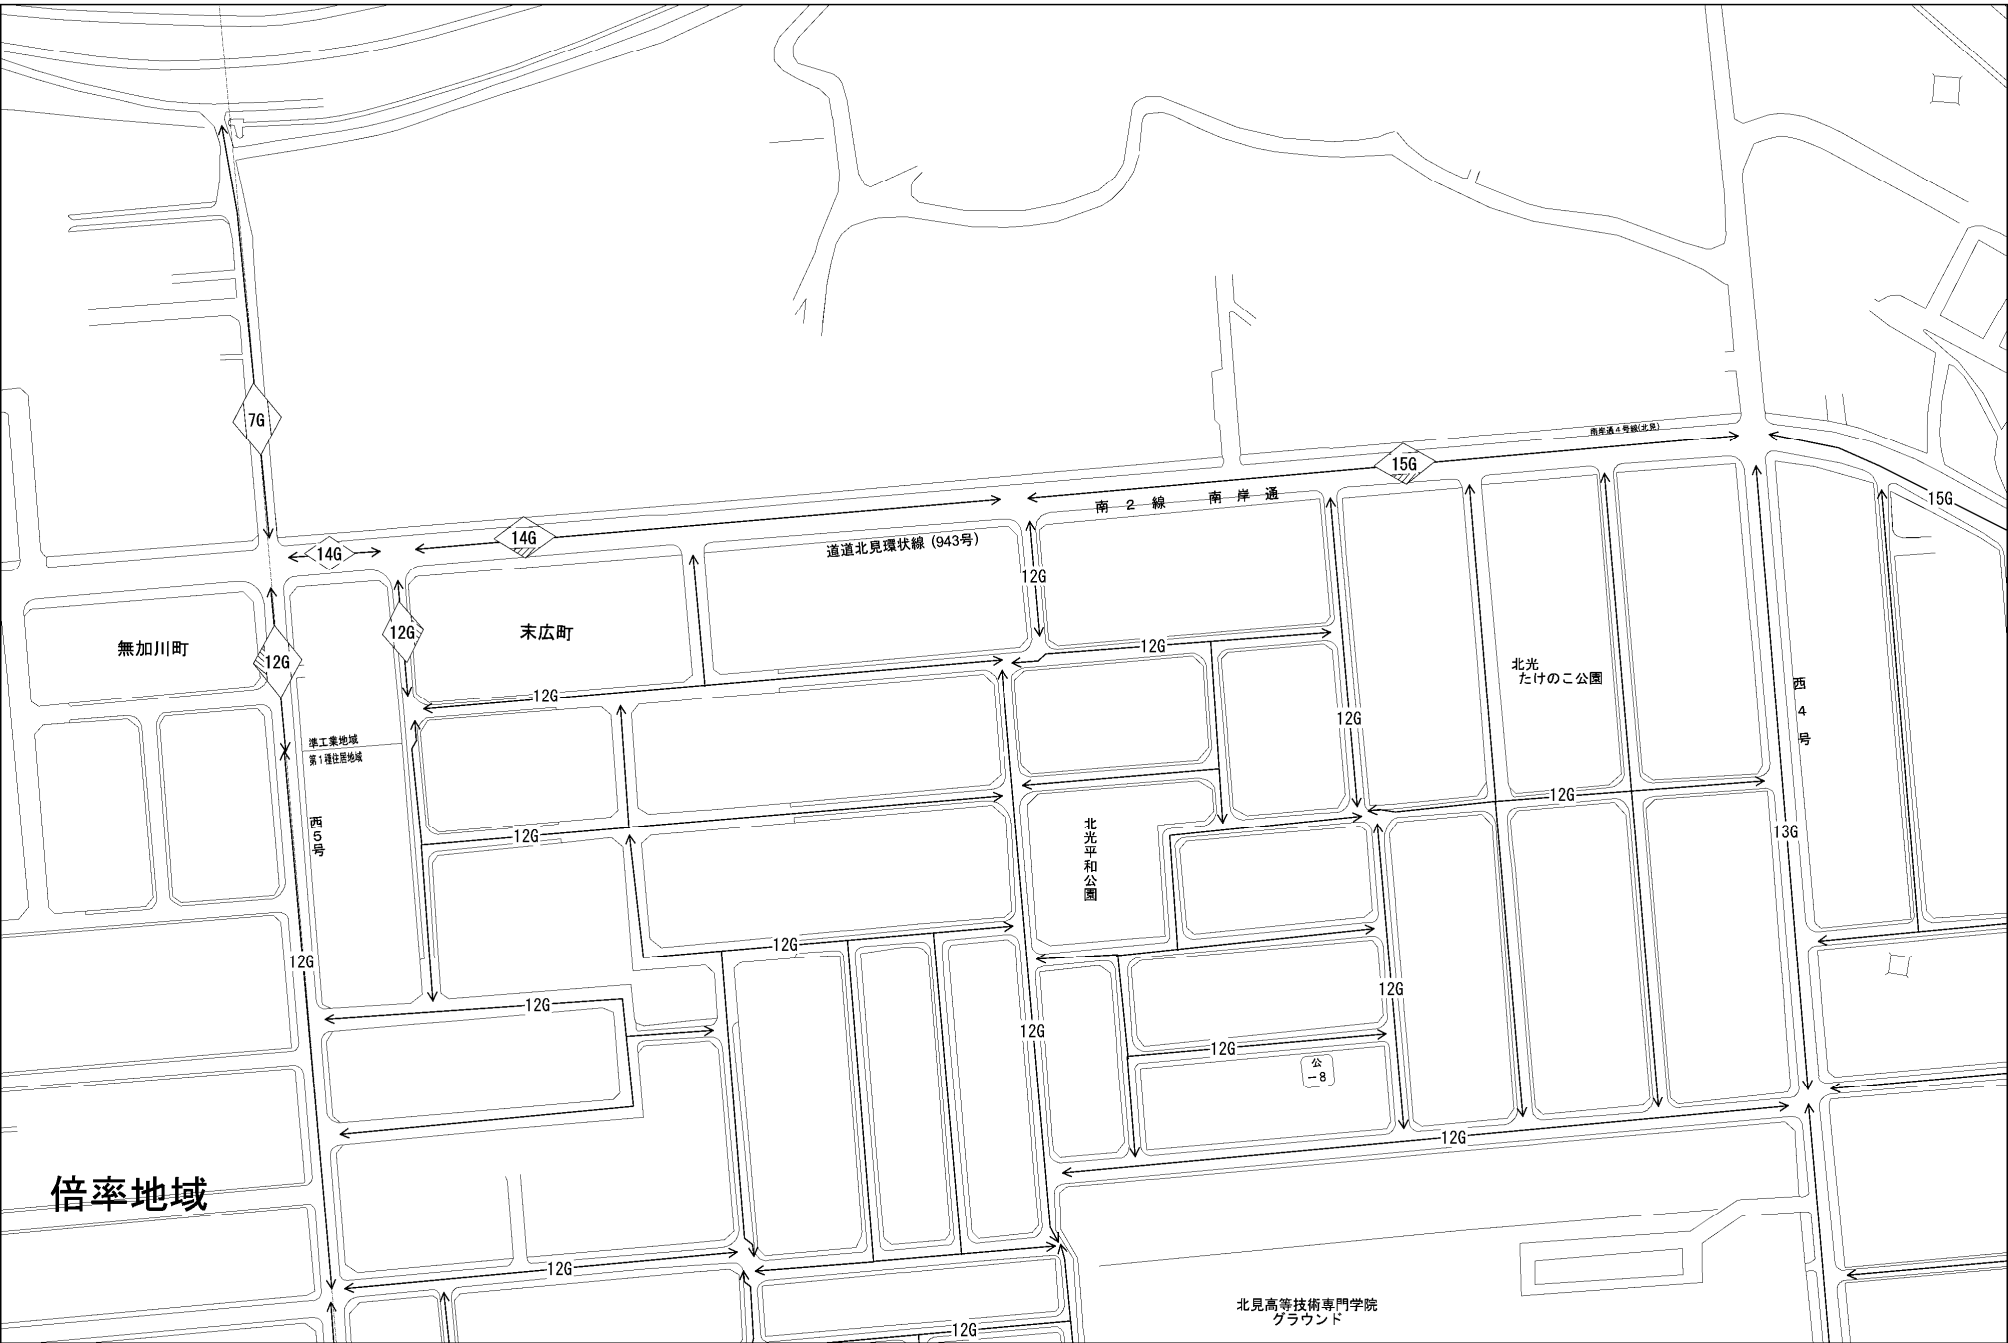 7G
南岸通4号線(北見)
15G
15G
南2線 南岸通
14G
14G
道道北見環状線(943号)
12G
12G
末広町
無加川町
12G
12G
北光
たけのこ公園
12G
西4号
12G
準工業地域
第1種住居地域
12G
12G
西5号
12G
13G
北光平和公園
12G
12G
12G
12G
12G
12G
公
-8
12G
倍率地域
12G
北見高等技術専門学院
グラウンド
12G